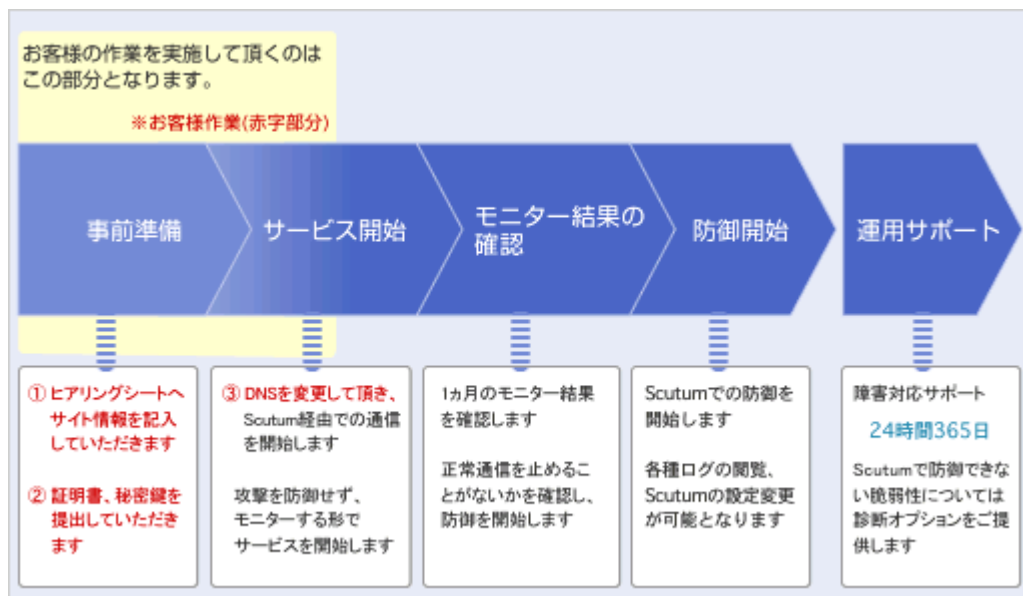 お客様の作業を実施して頂くのは
この部分となります。
※お客様作業(赤字部分)
事前準備
サービス開始
モニター結果の
確認
防御開始
運用サポート
① ヒアリングシートへ
サイト情報を記入
していただきます
② 証明書、秘密鍵を
提出していただき
ます
③ DNSを変更して頂き、
Scutum経由での通信
を開始します
攻撃を防御せず、
モニターする形で
サービスを開始します
1ヵ月のモニター結果
を確認します
正常通信を止めるこ
とがないかを確認し、
防御を開始します
Scutumでの防御を
開始します
各種ログの閲覧、
Scutumの設定変更
が可能となります
障害対応サポート
24時間365日
Scutumで防御できな
い脆弱性については
診断オプションをご提
供します